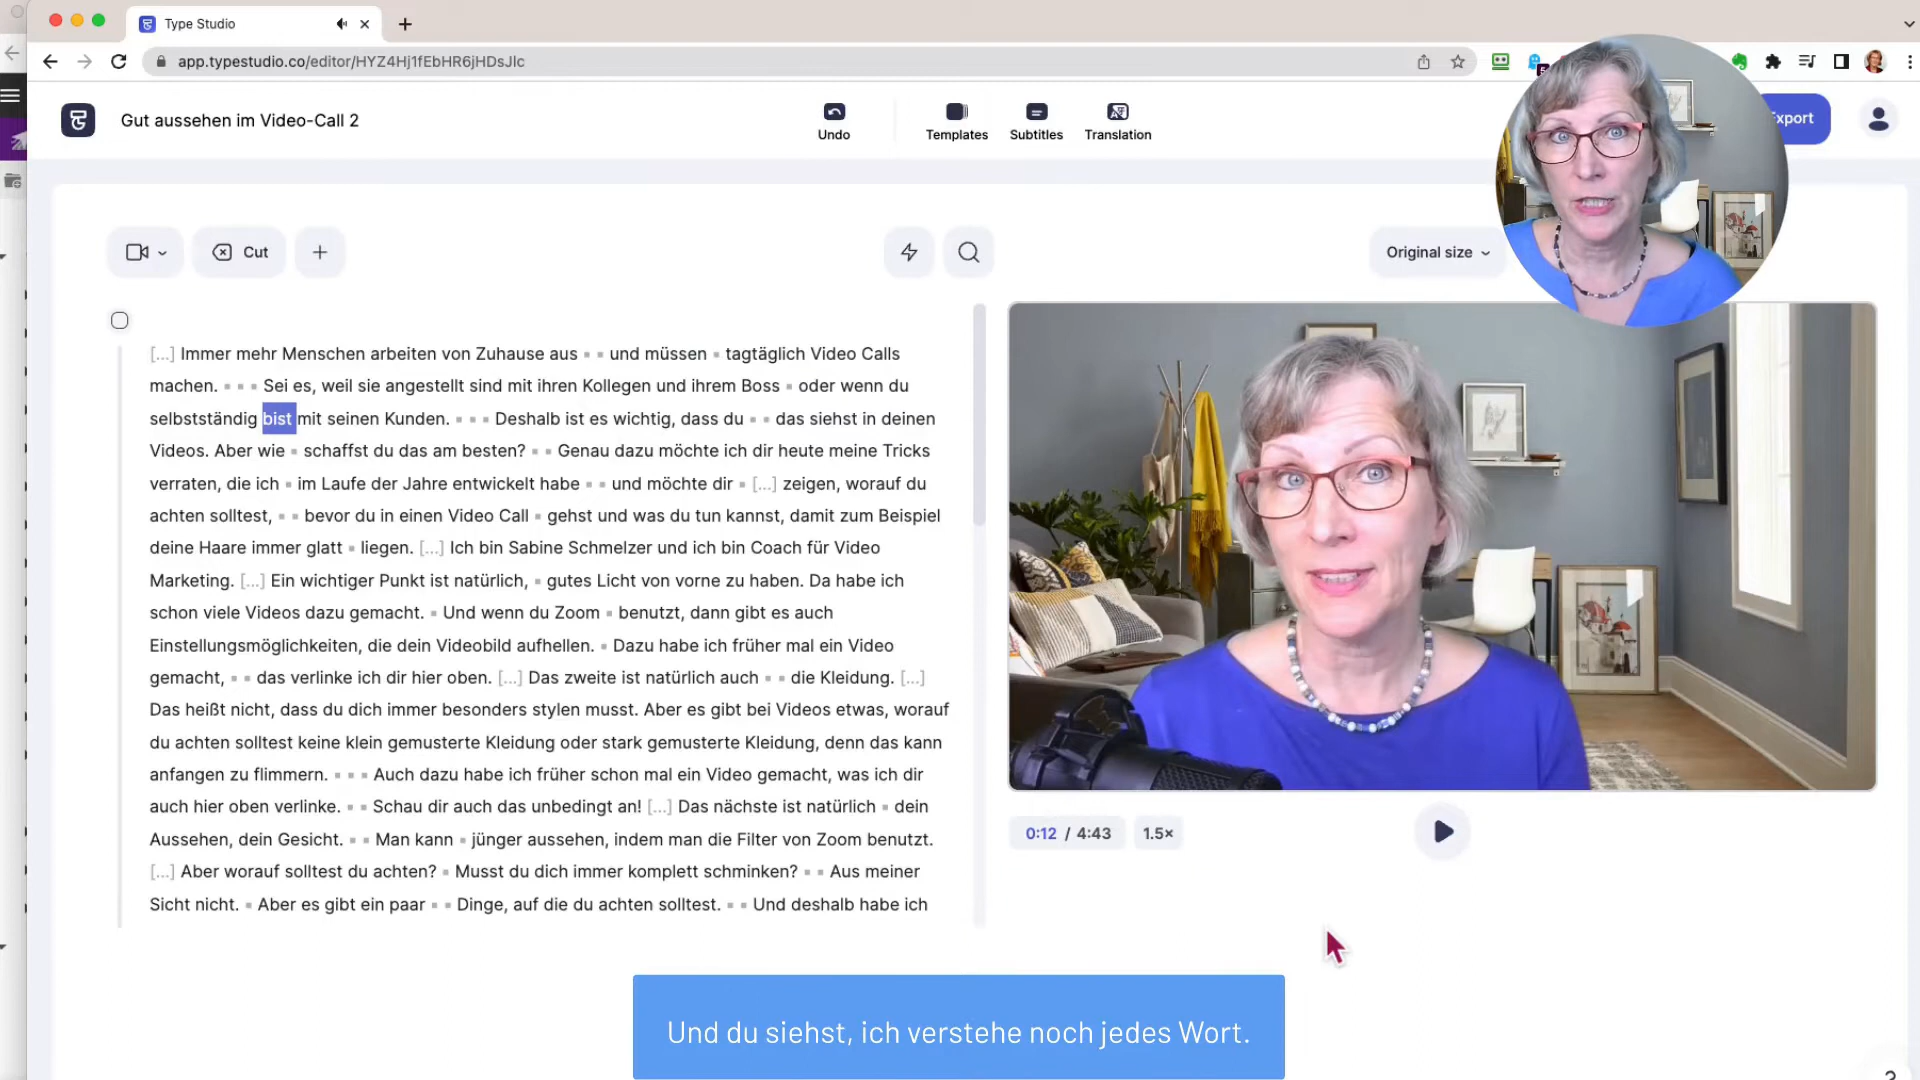 Type Studio
app.typestudio.co/editor/HYZ4Hj1fEbHR6jHDsJlc
Gut aussehen im Video-Call 2
Undo
Templates
Subtitles
Translation
xport
Cut
Original size
[...] Immer mehr Menschen arbeiten von Zuhause aus ▪ ▪ und müssen ▪ tagtäglich Video Calls
machen. ▪ ▪ ▪ Sei es, weil sie angestellt sind mit ihren Kollegen und ihrem Boss ▪ oder wenn du
selbstständig bist mit seinen Kunden. ▪ ▪ ▪ Deshalb ist es wichtig, dass du ▪ ▪ das siehst in deinen
Videos. Aber wie ▪ schaffst du das am besten? ▪ ▪ Genau dazu möchte ich dir heute meine Tricks
verraten, die ich ▪ im Laufe der Jahre entwickelt habe ▪ ▪ und möchte dir ▪ [...] zeigen, worauf du
achten solltest, ▪ ▪ bevor du in einen Video Call ▪ gehst und was du tun kannst, damit zum Beispiel
deine Haare immer glatt ▪ liegen. [...] Ich bin Sabine Schmelzer und ich bin Coach für Video
Marketing. [...] Ein wichtiger Punkt ist natürlich, ▪ gutes Licht von vorne zu haben. Da habe ich
schon viele Videos dazu gemacht. ▪ Und wenn du Zoom ▪ benutzt, dann gibt es auch
Einstellungsmöglichkeiten, die dein Videobild aufhellen. ▪ Dazu habe ich früher mal ein Video
gemacht, ▪ ▪ das verlinke ich dir hier oben. [...] Das zweite ist natürlich auch ▪ ▪ die Kleidung. [...]
Das heißt nicht, dass du dich immer besonders stylen musst. Aber es gibt bei Videos etwas, worauf
du achten solltest keine klein gemusterte Kleidung oder stark gemusterte Kleidung, denn das kann
anfangen zu flimmern. ▪ ▪ ▪ Auch dazu habe ich früher schon mal ein Video gemacht, was ich dir
auch hier oben verlinke. ▪ ▪ Schau dir auch das unbedingt an! [...] Das nächste ist natürlich ▪ dein
Aussehen, dein Gesicht. ▪ ▪ Man kann ▪ jünger aussehen, indem man die Filter von Zoom benutzt.
[...] Aber worauf solltest du achten? ▪ Musst du dich immer komplett schminken? ▪ ▪ Aus meiner
Sicht nicht. ▪ Aber es gibt ein paar ▪ ▪ Dinge, auf die du achten solltest. ▪ ▪ Und deshalb habe ich
0:12 / 4:43
1.5×
Und du siehst, ich verstehe noch jedes Wort.